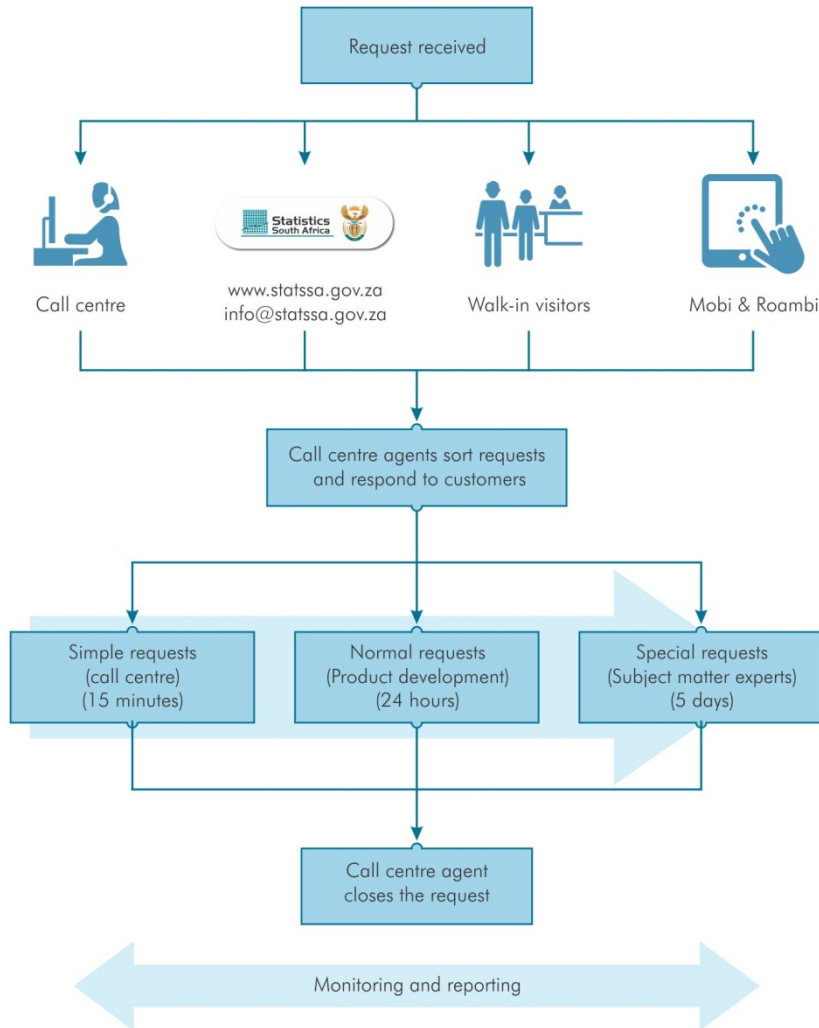 Request received
Statistics
South Africa
Call centre
www.statssa.gov.za
info@statssa.gov.za
Walk-in visitors
Mobi & Roambi
Call centre agents sort requests
and respond to customers
Simple requests
(call centre)
(15 minutes)
Normal requests
(Product development)
(24 hours)
Special requests
(Subject matter experts)
(5 days)
Call centre agent
closes the request
Monitoring and reporting